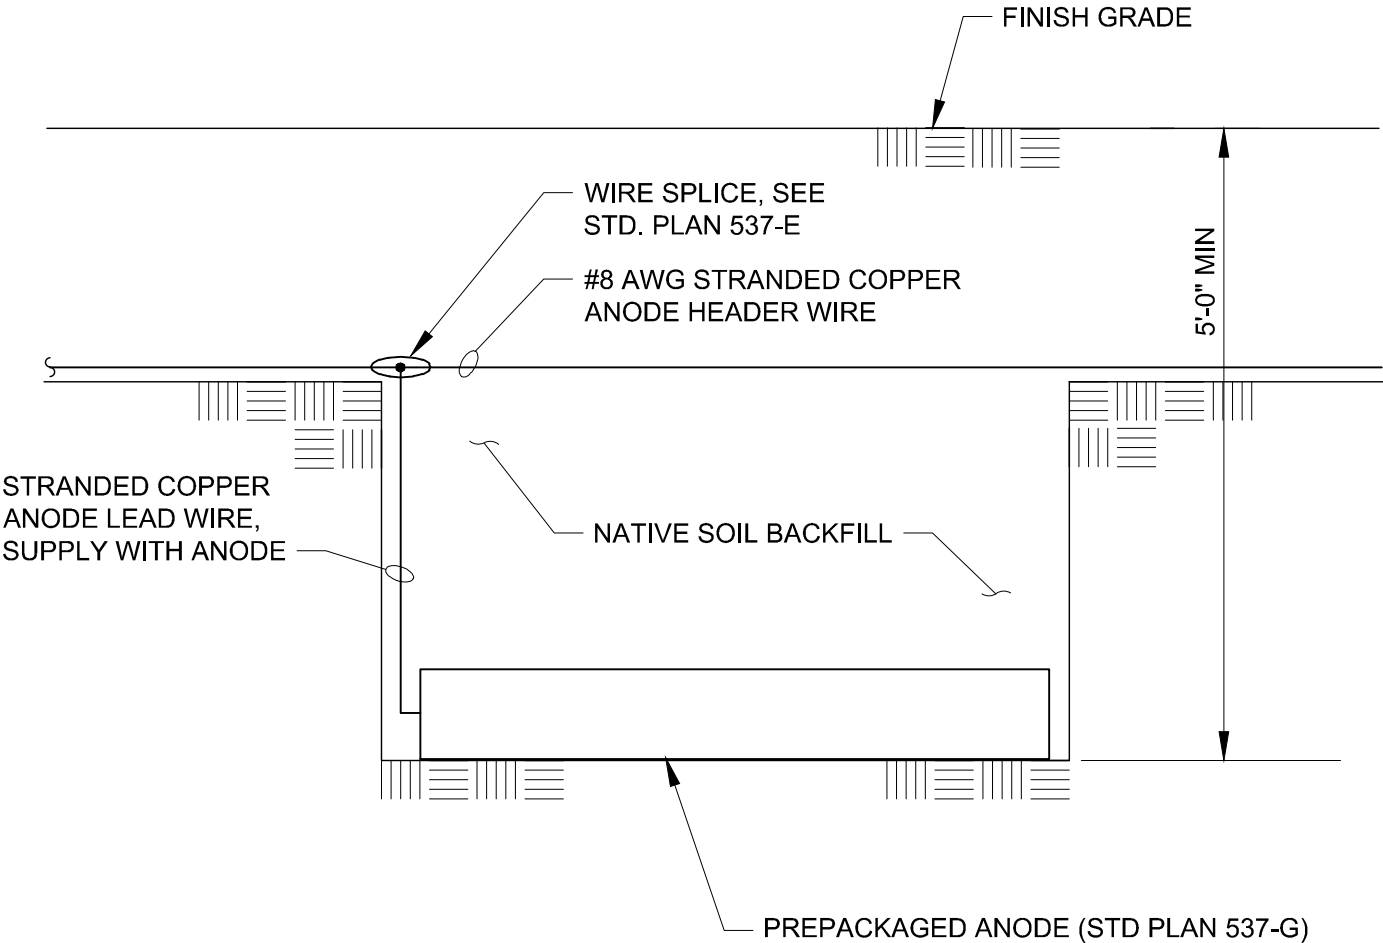 FINISH GRADE
WIRE SPLICE, SEE
STD. PLAN 537-E
#8 AWG STRANDED COPPER
ANODE HEADER WIRE
5'-0" MIN
STRANDED COPPER
ANODE LEAD WIRE,
SUPPLY WITH ANODE
NATIVE SOIL BACKFILL
PREPACKAGED ANODE (STD PLAN 537-G)